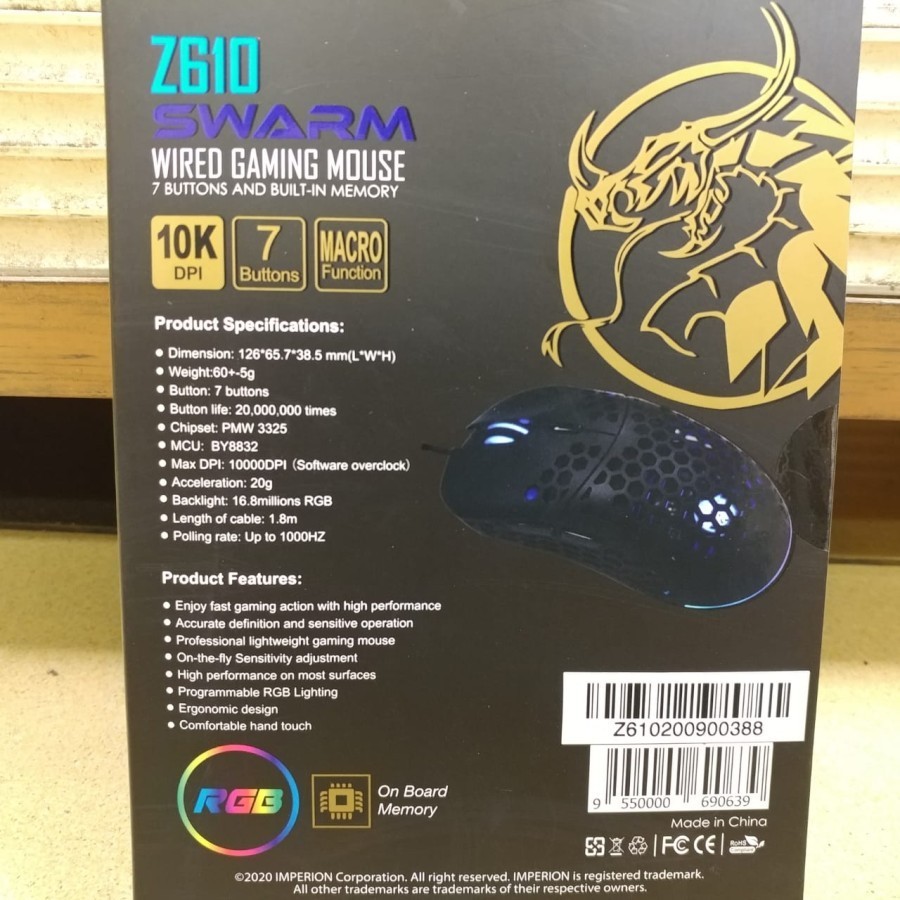 Z610
SWARM
WIRED GAMING MOUSE
7 BUTTONS AND BUILT-IN MEMORY
10K
DPI
7
Buttons
MACRO
Function
Product Specifications:
• Dimension: 126*65.7*38.5 mm(L*W*H)
• Weight:60+-5g
• Button: 7 buttons
• Button life: 20,000,000 times
• Chipset: PMW 3325
• MCU: BY8832
• Max DPI: 10000DPI (Software overclock)
• Acceleration: 20g
• Backlight: 16.8millions RGB
• Length of cable: 1.8m
• Polling rate: Up to 1000HZ
Product Features:
• Enjoy fast gaming action with high performance
• Accurate definition and sensitive operation
• Professional lightweight gaming mouse
• On-the-fly Sensitivity adjustment
• High performance on most surfaces
• Programmable RGB Lighting
• Ergonomic design
• Comfortable hand touch
RGB
On Board
Memory
Z610200900388
9 550000 690639
Made in China
FC CE RoHS
Compliant
©2020 IMPERION Corporation. All right reserved. IMPERION is registered trademark.
All other trademarks are trademarks of their respective owners.